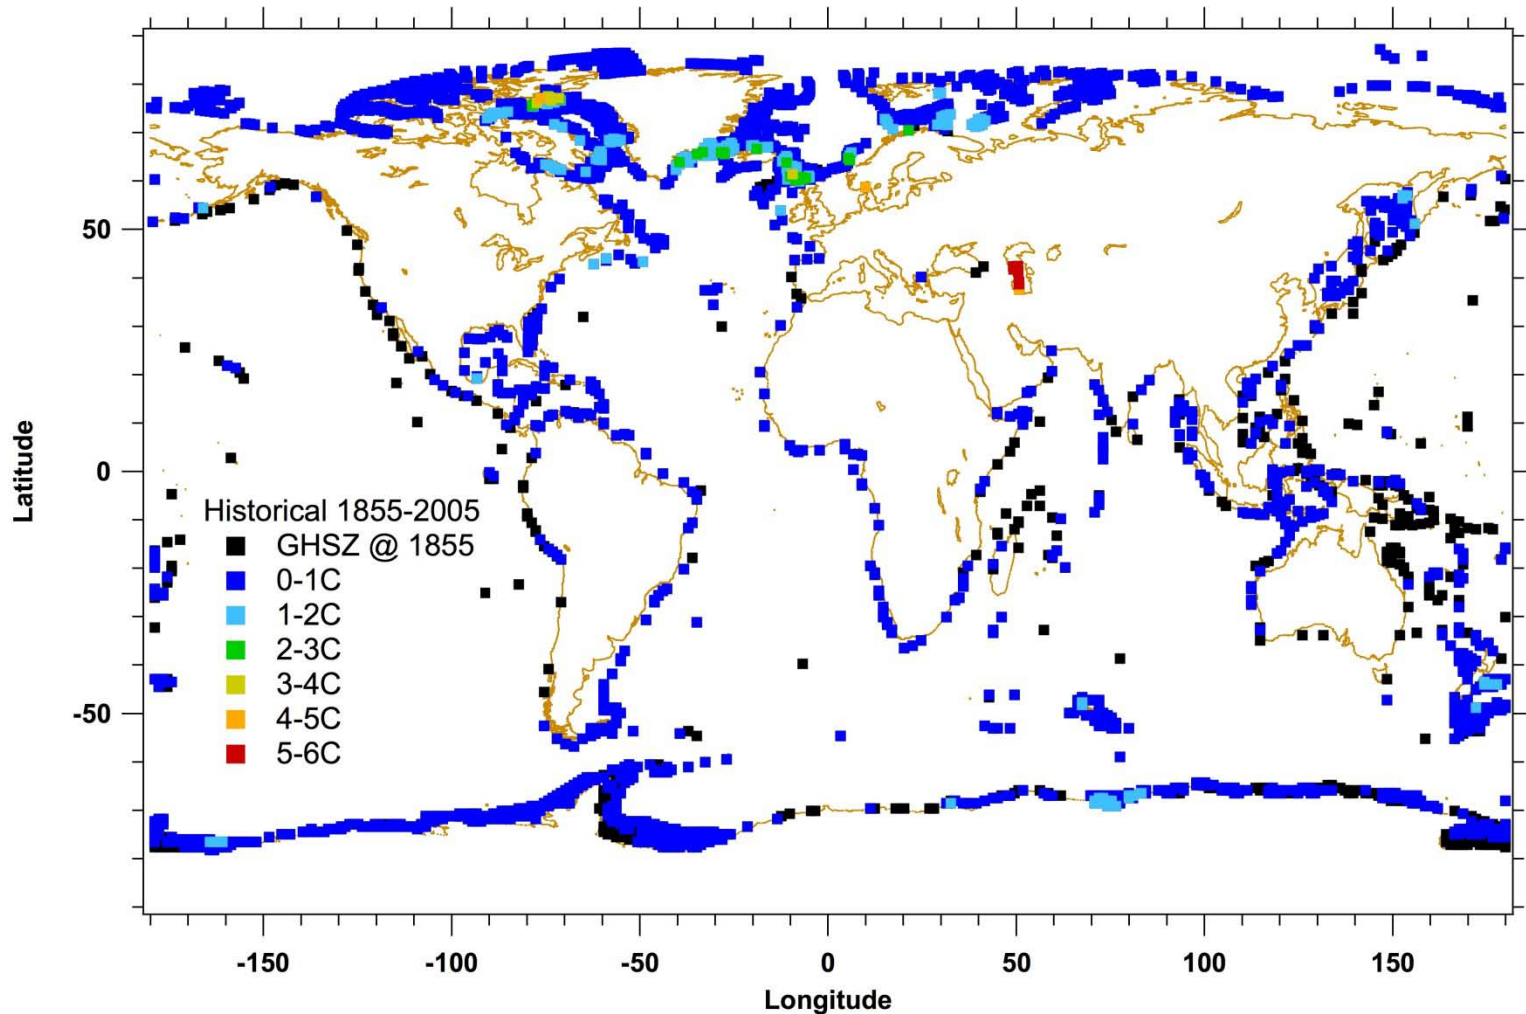 50
0
-50
Latitude
Historical 1855-2005
GHSZ @ 1855
0-1C
1-2C
2-3C
3-4C
4-5C
5-6C
-150 -100 -50 0 50 100 150
Longitude